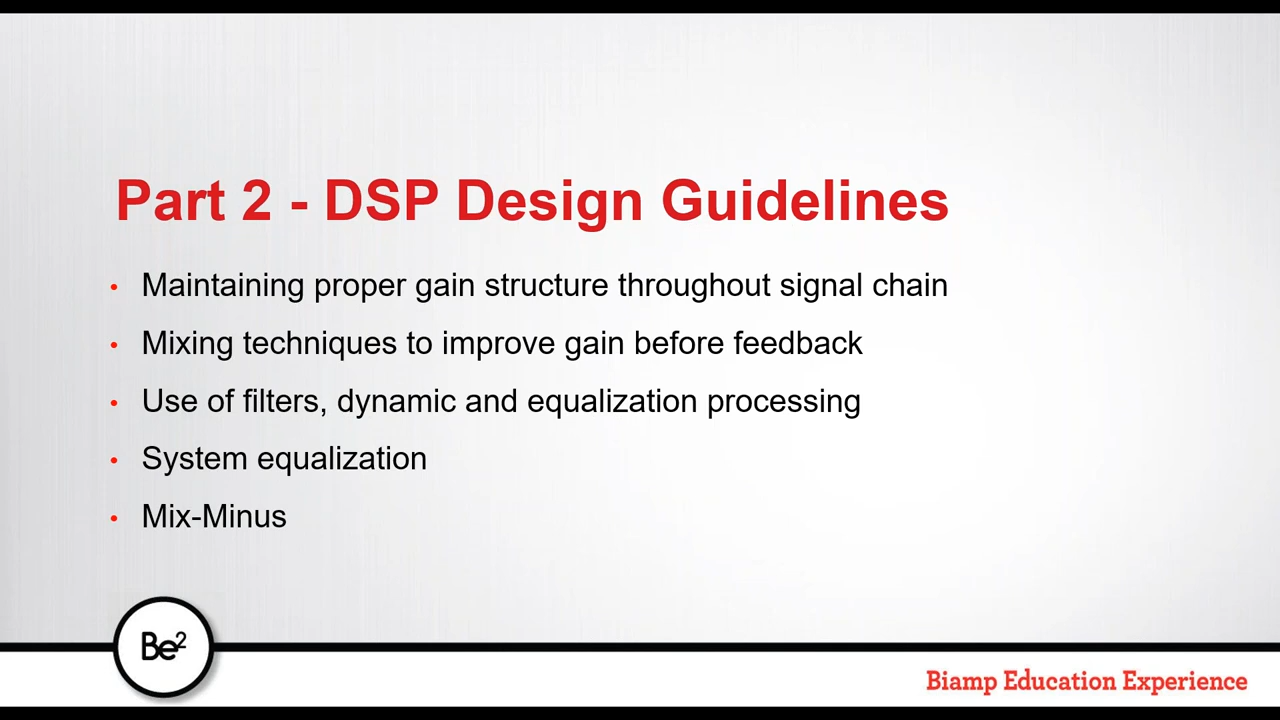 Part 2 - DSP Design Guidelines
• Maintaining proper gain structure throughout signal chain
• Mixing techniques to improve gain before feedback
• Use of filters, dynamic and equalization processing
• System equalization
• Mix-Minus
Be²
Biamp Education Experience